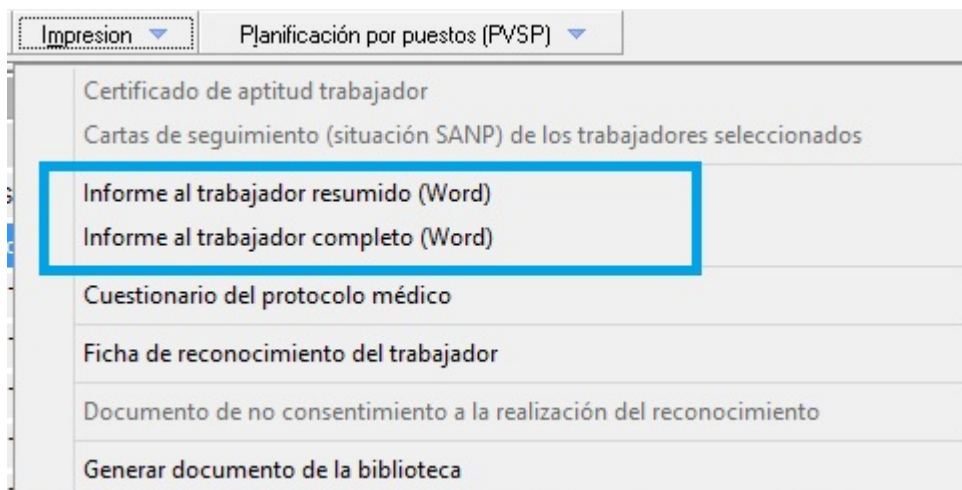 Impresion
Planificación por puestos (PVSP)
Certificado de aptitud trabajador
Cartas de seguimiento (situación SANP) de los trabajadores seleccionados
Informe al trabajador resumido (Word)
Informe al trabajador completo (Word)
Cuestionario del protocolo médico
Ficha de reconocimiento del trabajador
Documento de no consentimiento a la realización del reconocimiento
Generar documento de la biblioteca